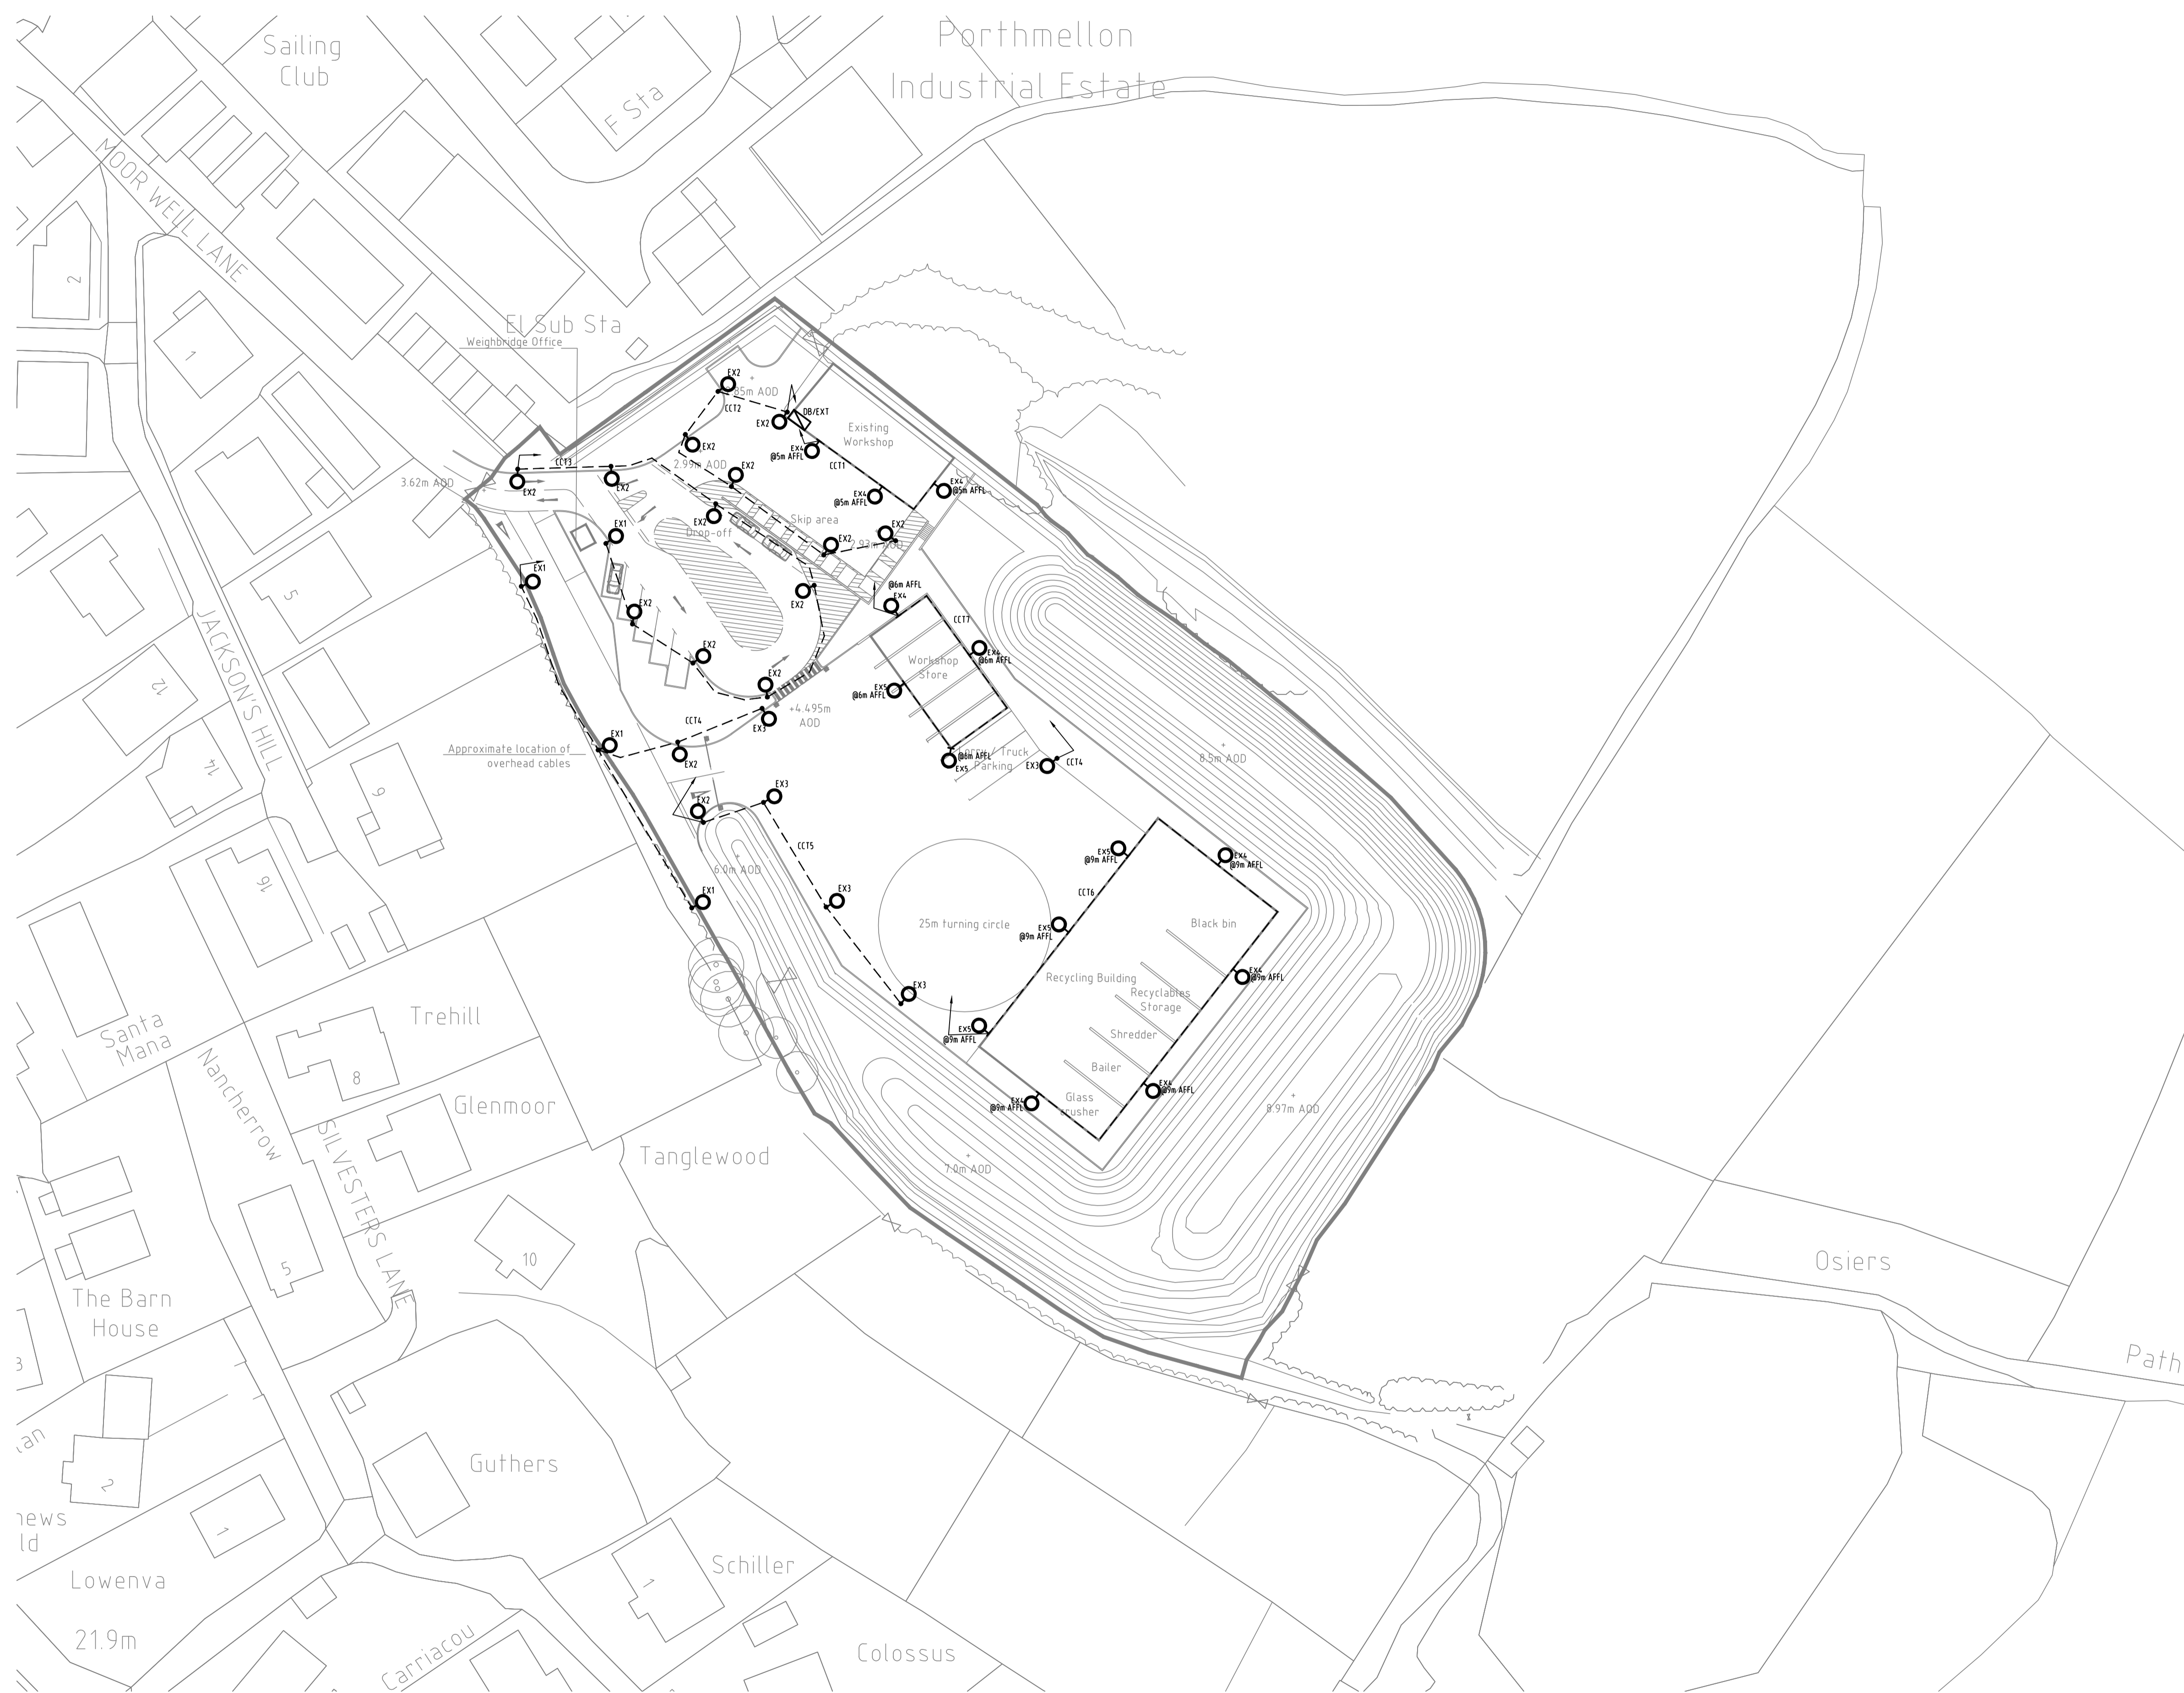 Porthmellon
Industrial Estate
Sailing
Club
F Sta
MOOR WELL LANE
2
1
El Sub Sta
Weighbridge Office
EX2
CCT2
DB/EXT
EX2
Existing
Workshop
EX2
EX4
@5m AFFL
CCT1
2.99m AOD
CCT3
EX2
EX2
EX2
3.62m AOD
EX4
@5m AFFL
EX4
@5m AFFL
EX2
Skip area
Drop-off
EX1
EX2
EX2
2.93m AOD
EX1
EX2
@6m AFFL
EX4
EX2
CCT7
5
JACKSON'S HILL
12
EX2
EX4
@6m AFFL
Workshop
Store
EX2
EX5
@6m AFFL
+4.495m
AOD
CCT4
EX3
EX1
Approximate location of
overhead cables
EX2
Lorry / Truck
Parking
@6m AFFL
EX5
EX3
CCT4
8.5m AOD
14
9
EX3
EX2
CCT5
6.0m AOD
EX5
@9m AFFL
EX4
@9m AFFL
16
EX1
EX3
CCT6
25m turning circle
EX5
@9m AFFL
Black bin
Recycling Building
EX4
@9m AFFL
Recyclables
Storage
EX3
Shredder
EX5
@9m AFFL
Bailer
Glass
crusher
EX4
@9m AFFL
EX4
@9m AFFL
8.97m AOD
7.0m AOD
Santa
Mana
Trehill
Nancherrow
8
Glenmoor
SILVESTERS LANE
Tanglewood
5
10
The Barn
House
Osiers
Path
2
1
Guthers
Lowenva
Schiller
1
21.9m
Carriacou
Colossus